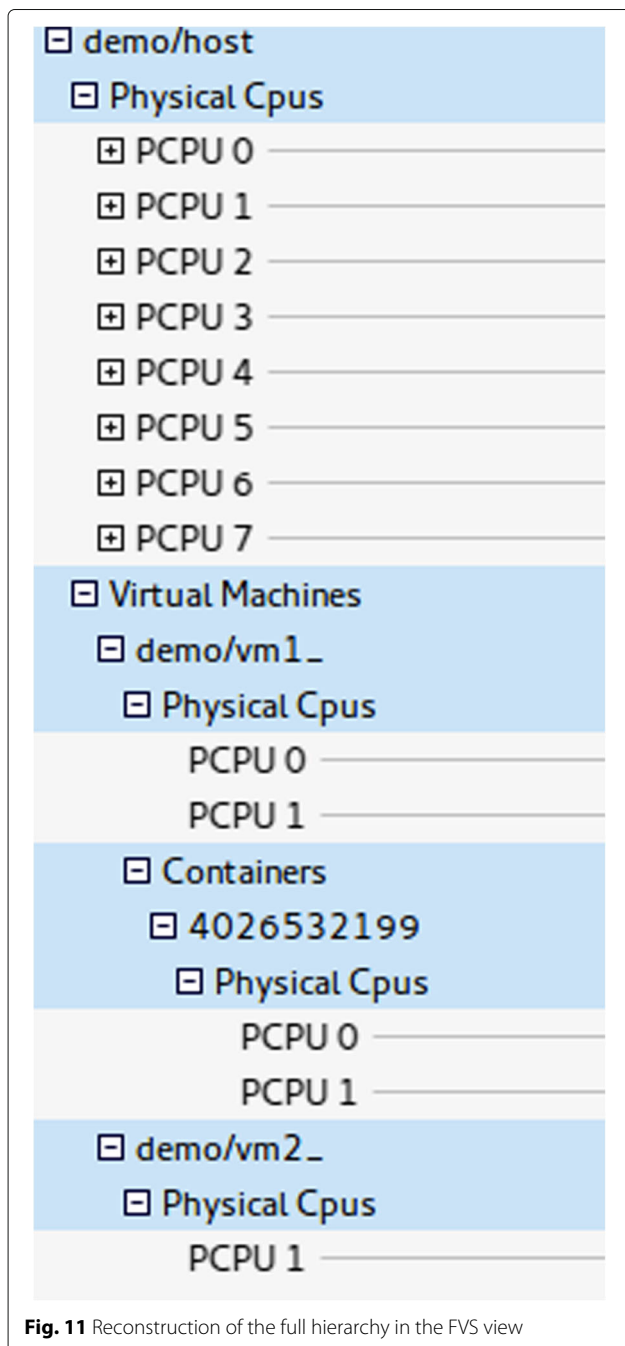 demo/host
Physical Cpus
PCPU 0
PCPU 1
PCPU 2
PCPU 3
PCPU 4
PCPU 5
PCPU 6
PCPU 7
Virtual Machines
demo/vm1_
Physical Cpus
PCPU 0
PCPU 1
Containers
4026532199
Physical Cpus
PCPU 0
PCPU 1
demo/vm2_
Physical Cpus
PCPU 1
Fig. 11 Reconstruction of the full hierarchy in the FVS view